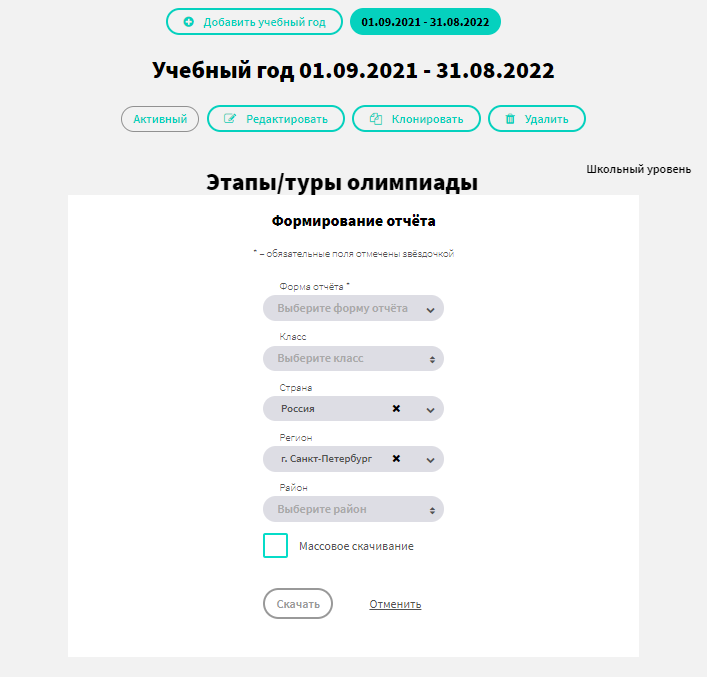 Добавить учебный год
01.09.2021 - 31.08.2022
Учебный год 01.09.2021 - 31.08.2022
Активный
Редактировать
Клонировать
Удалить
Школьный уровень
Этапы/туры олимпиады
Формирование отчёта
* – обязательные поля отмечены звёздочкой
Форма отчёта *
Выберите форму отчёта
Класс
Выберите класс
Страна
Россия
Регион
г. Санкт-Петербург
Район
Выберите район
Массовое скачивание
Скачать
Отменить